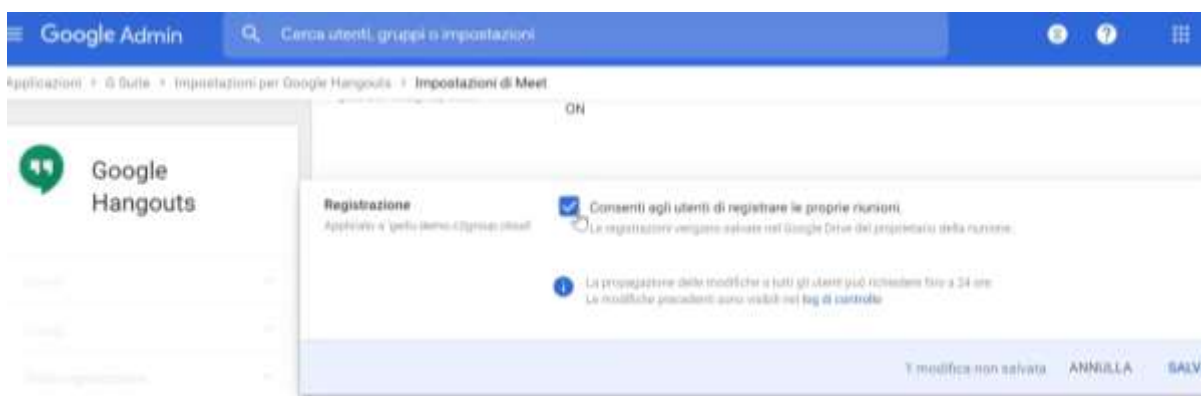 Google Admin
Cerca utenti, gruppi o impostazioni
Applicazioni > G Suite > Impostazioni per Google Hangouts > Impostazioni di Meet
ON
Google
Hangouts
Registrazione
Consenti agli utenti di registrare le proprie riunioni.
Applicato a
Le registrazioni vengono salvate nel Google Drive del proprietario della riunione.
La propagazione delle modifiche a tutti gli utenti può richiedere fino a 24 ore.
Le modifiche precedenti sono visibili nel log di controllo
1 modifica non salvata ANNULLA SALV